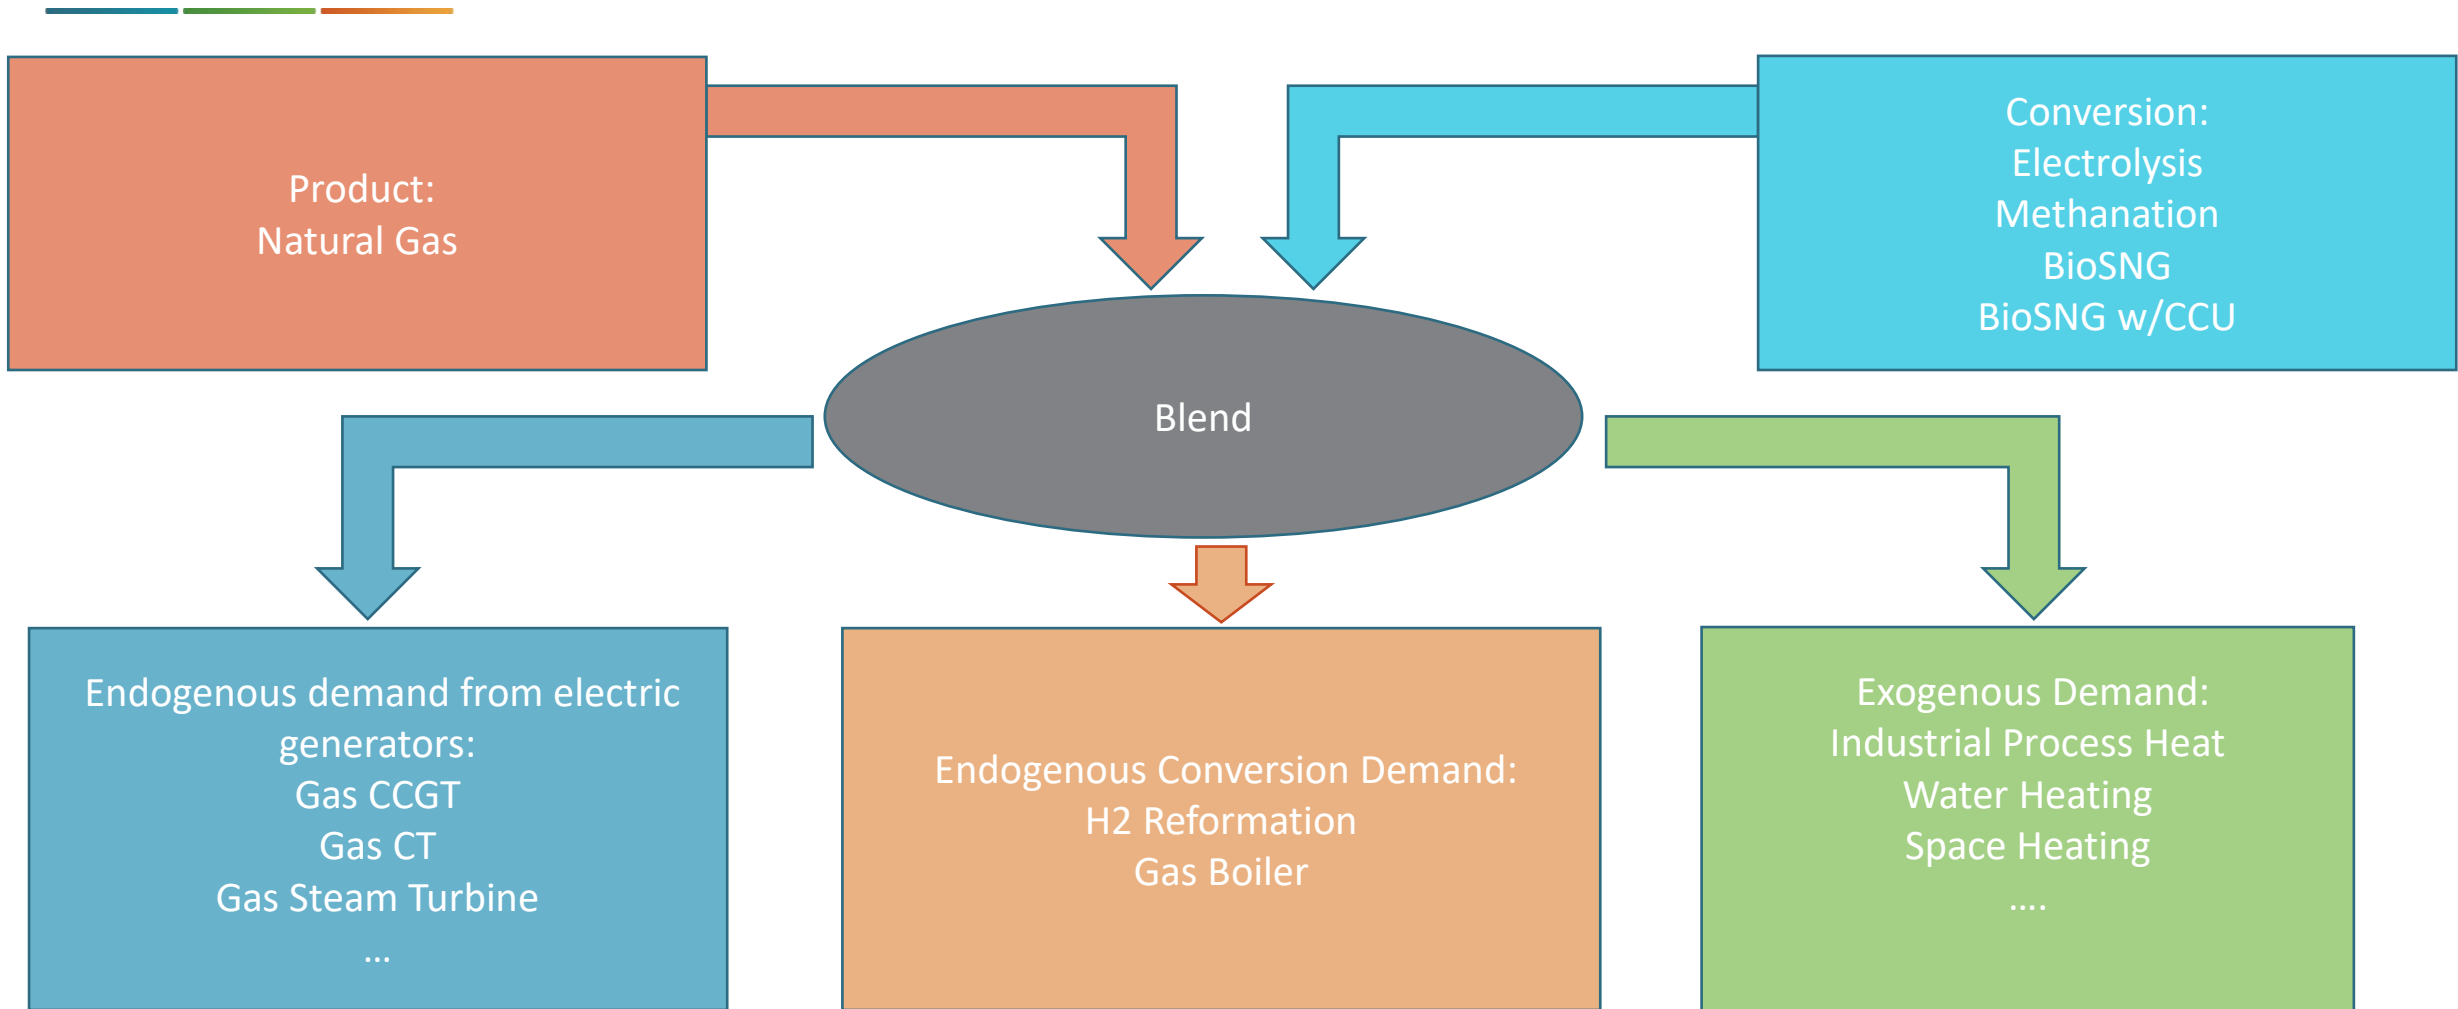 Product:
Natural Gas
Conversion:
Electrolysis
Methanation
BioSNG
BioSNG w/CCU
Blend
Endogenous demand from electric
generators:
Gas CCGT
Gas CT
Gas Steam Turbine
...
Endogenous Conversion Demand:
H2 Reformation
Gas Boiler
Exogenous Demand:
Industrial Process Heat
Water Heating
Space Heating
....